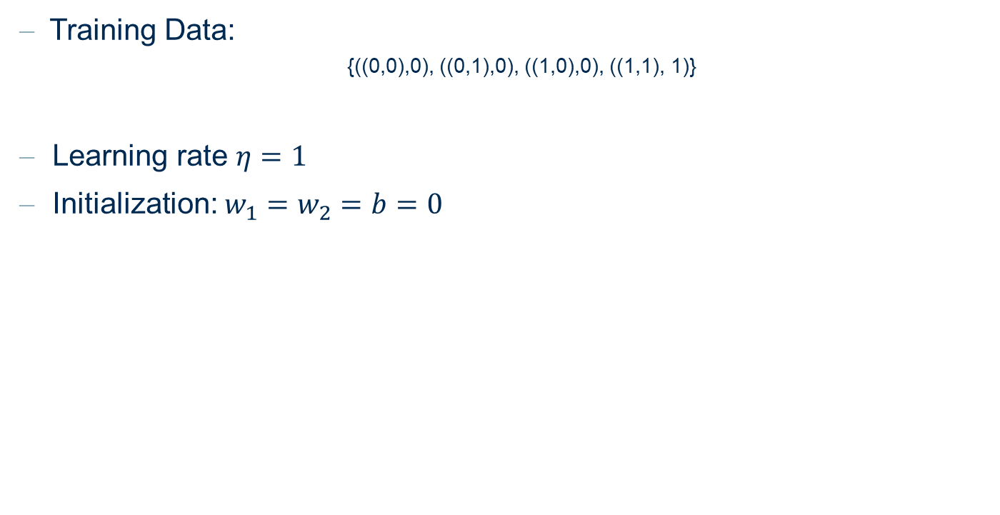 – Training Data:
{((0,0),0), ((0,1),0), ((1,0),0), ((1,1), 1)}
– Learning rate η = 1
– Initialization: w₁ = w₂ = b = 0